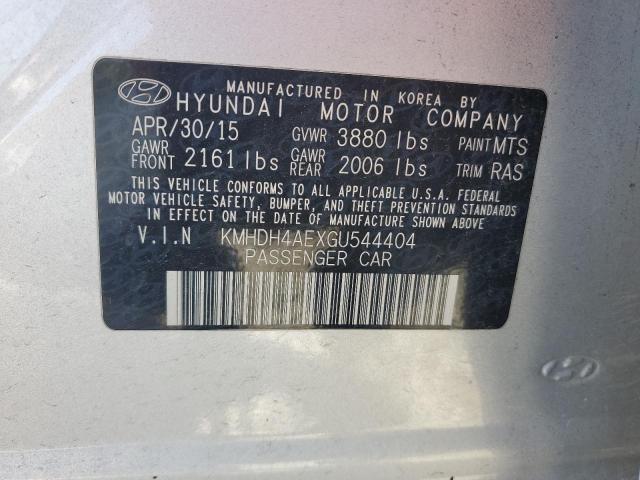 MANUFACTURED IN KOREA BY
HYUNDAI MOTOR COMPANY
APR/30/15 GVWR 3880 lbs PAINT MTS
GAWR FRONT 2161 lbs GAWR REAR 2006 lbs TRIM RAS
THIS VEHICLE CONFORMS TO ALL APPLICABLE U.S.A. FEDERAL
MOTOR VEHICLE SAFETY, BUMPER, AND THEFT PREVENTION STANDARDS
IN EFFECT ON THE DATE OF MANUFACTURE SHOWN ABOVE
V.I.N KMHDH4AEXGU544404
PASSENGER CAR